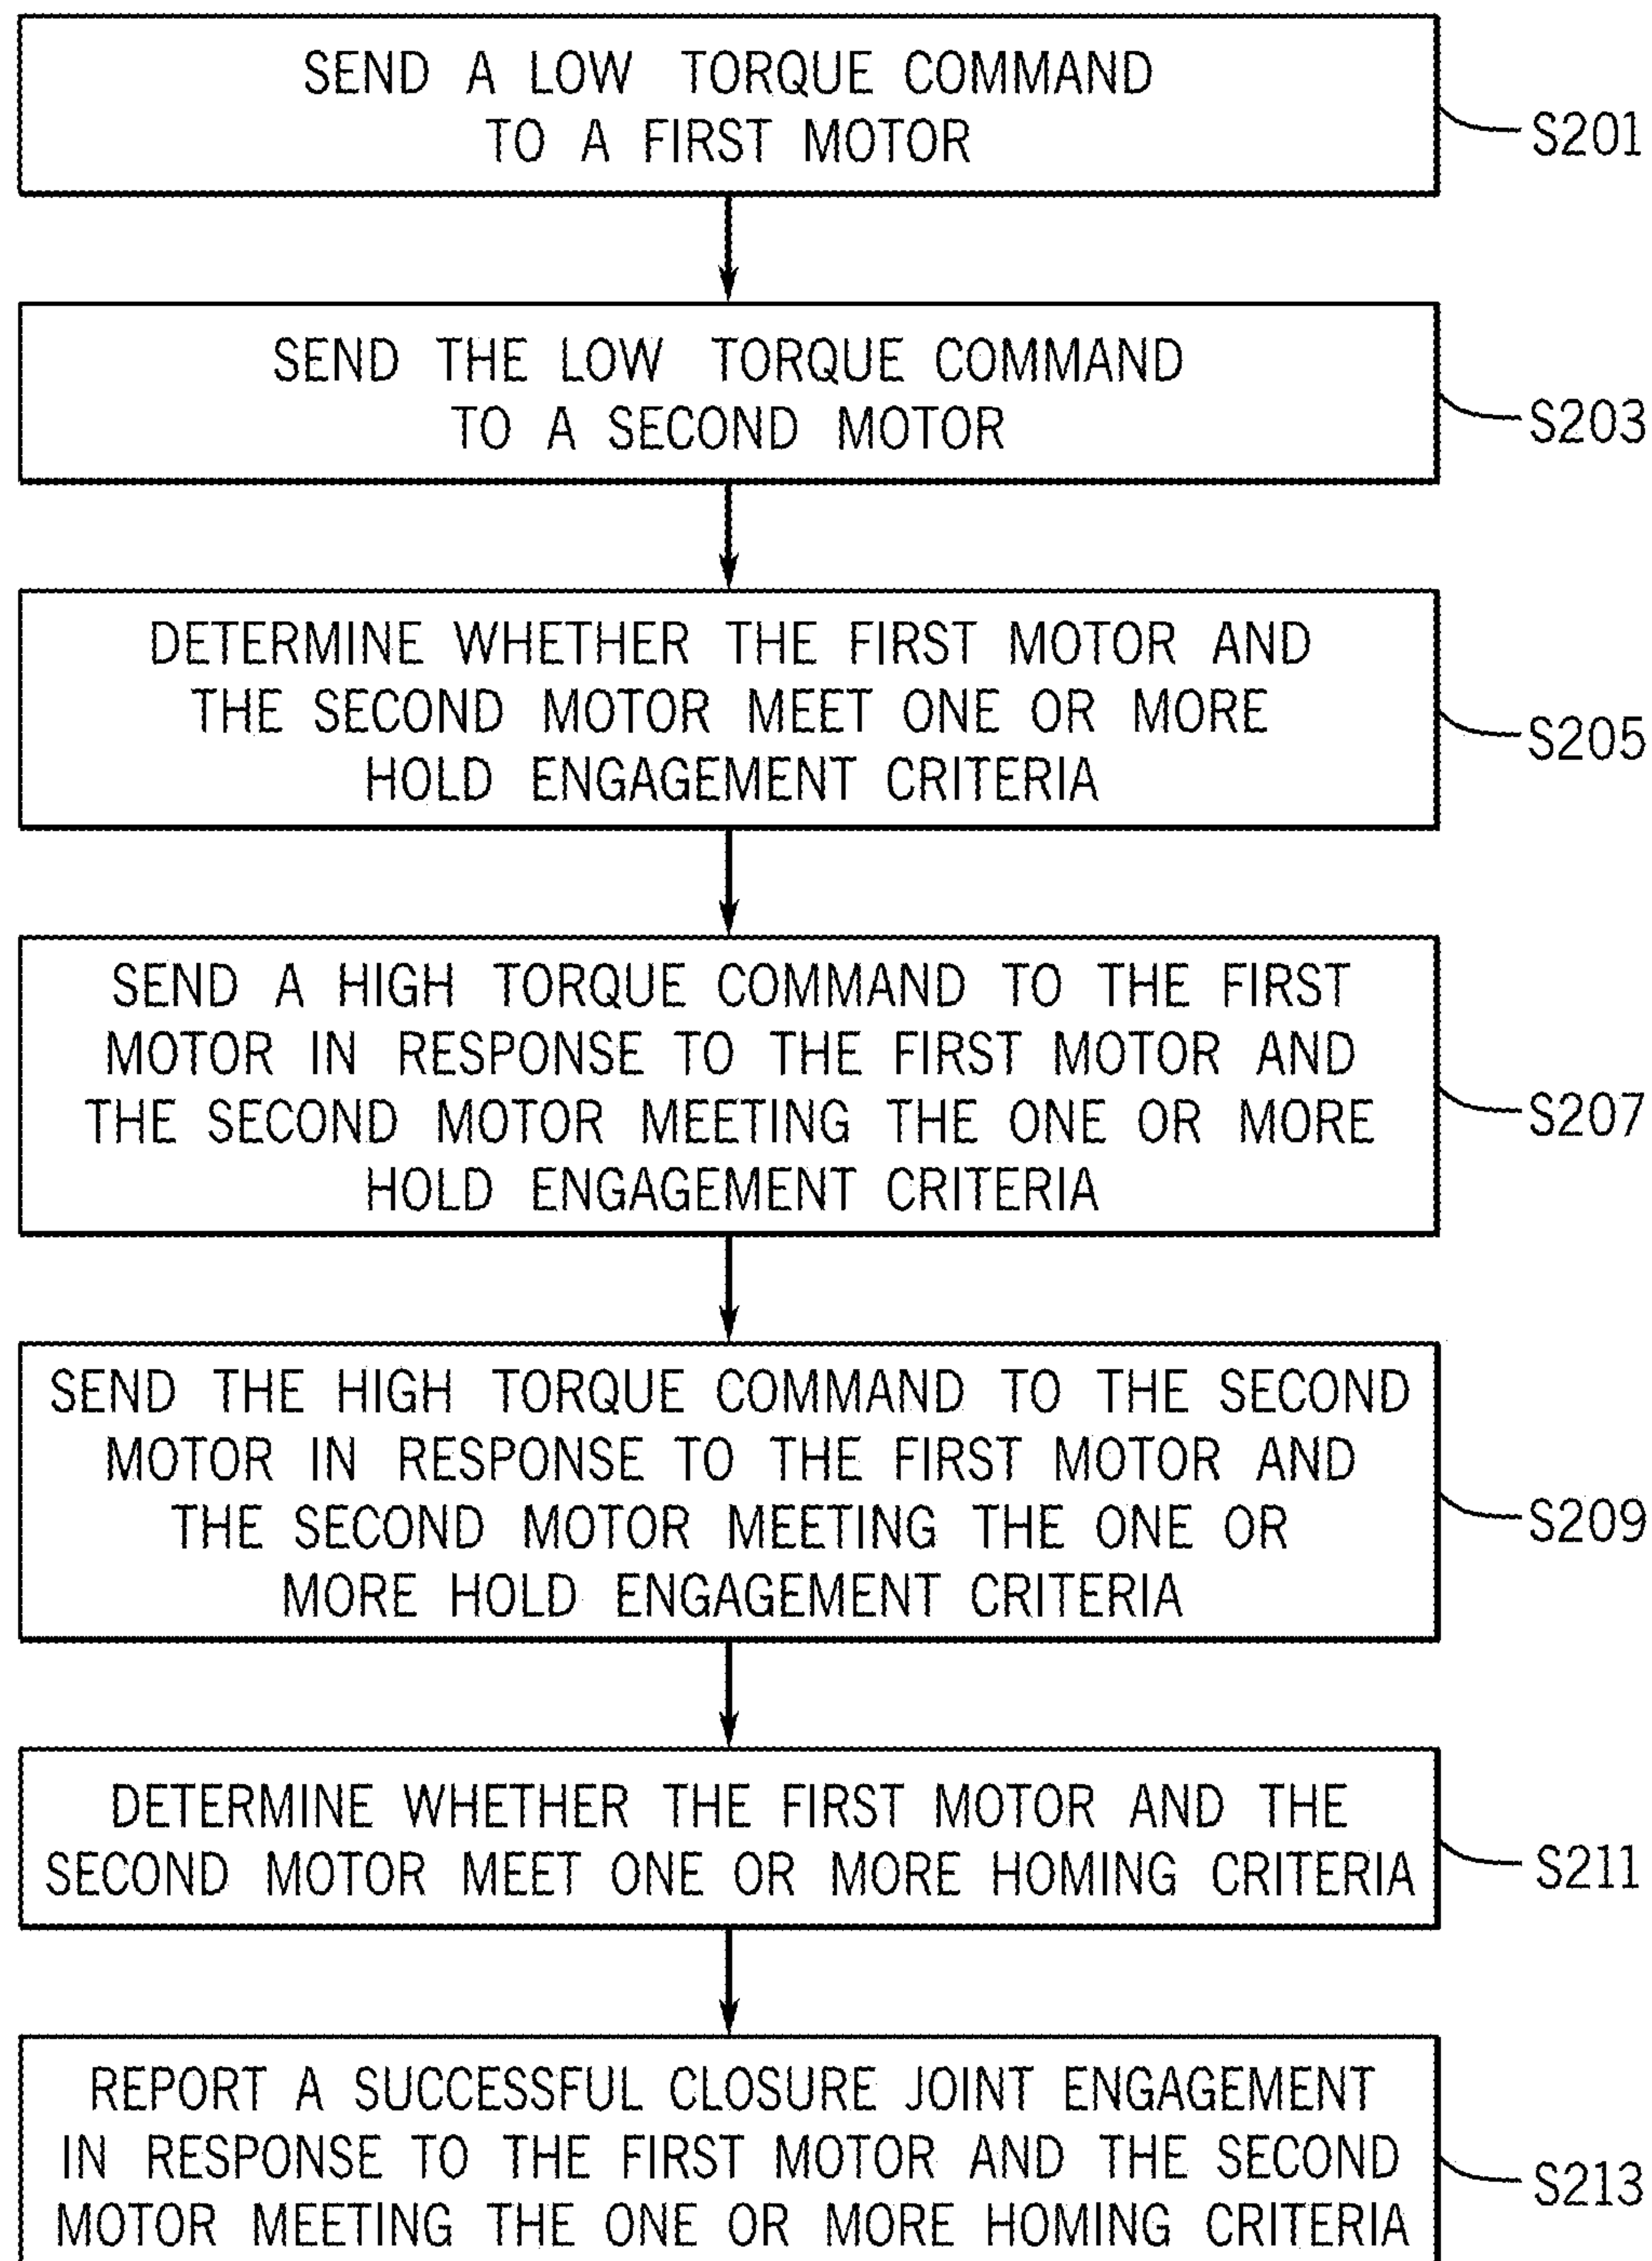 SEND A LOW TORQUE COMMAND
TO A FIRST MOTOR
S201
SEND THE LOW TORQUE COMMAND
TO A SECOND MOTOR
S203
DETERMINE WHETHER THE FIRST MOTOR AND
THE SECOND MOTOR MEET ONE OR MORE
HOLD ENGAGEMENT CRITERIA
S205
SEND A HIGH TORQUE COMMAND TO THE FIRST
MOTOR IN RESPONSE TO THE FIRST MOTOR AND
THE SECOND MOTOR MEETING THE ONE OR MORE
HOLD ENGAGEMENT CRITERIA
S207
SEND THE HIGH TORQUE COMMAND TO THE SECOND
MOTOR IN RESPONSE TO THE FIRST MOTOR AND
THE SECOND MOTOR MEETING THE ONE OR
MORE HOLD ENGAGEMENT CRITERIA
S209
DETERMINE WHETHER THE FIRST MOTOR AND THE
SECOND MOTOR MEET ONE OR MORE HOMING CRITERIA
S211
REPORT A SUCCESSFUL CLOSURE JOINT ENGAGEMENT
IN RESPONSE TO THE FIRST MOTOR AND THE SECOND
MOTOR MEETING THE ONE OR MORE HOMING CRITERIA
S213